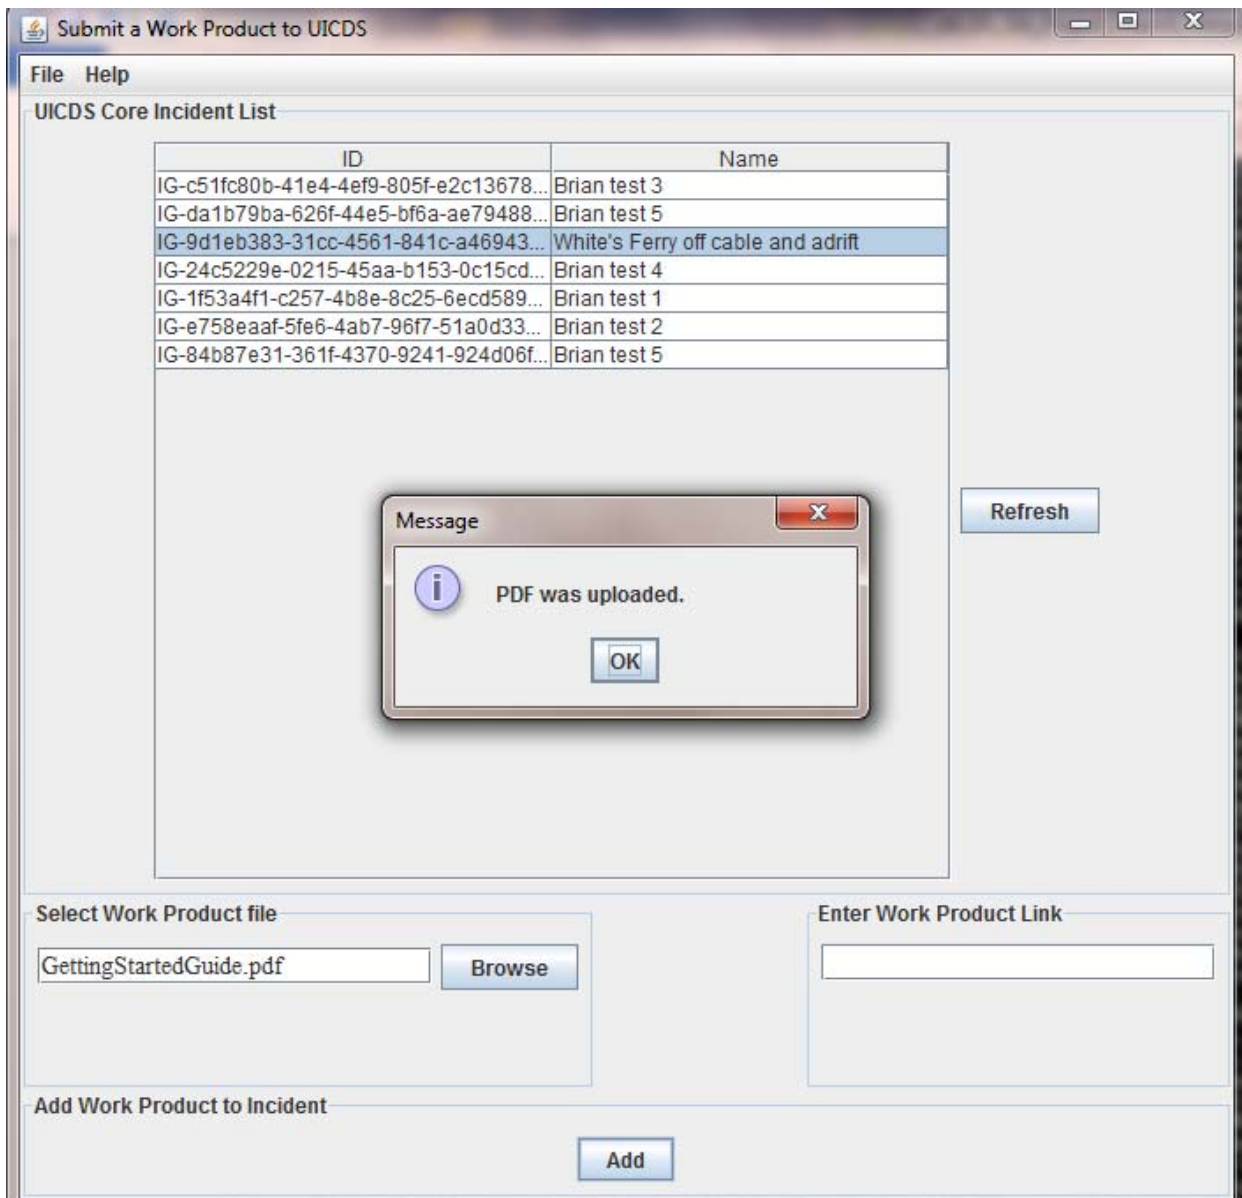 Submit a Work Product to UICDS
File Help
UICDS Core Incident List
ID Name
IG-c51fc80b-41e4-4ef9-805f-e2c13678... Brian test 3
IG-da1b79ba-626f-44e5-bf6a-ae79488... Brian test 5
IG-9d1eb383-31cc-4561-841c-a46943... White's Ferry off cable and adrift
IG-24c5229e-0215-45aa-b153-0c15cd... Brian test 4
IG-1f53a4f1-c257-4b8e-8c25-6ecd589... Brian test 1
IG-e758eaaf-5fe6-4ab7-96f7-51a0d33... Brian test 2
IG-84b87e31-361f-4370-9241-924d06f... Brian test 5
Message
PDF was uploaded.
OK
Refresh
Select Work Product file
GettingStartedGuide.pdf Browse
Enter Work Product Link
Add Work Product to Incident
Add